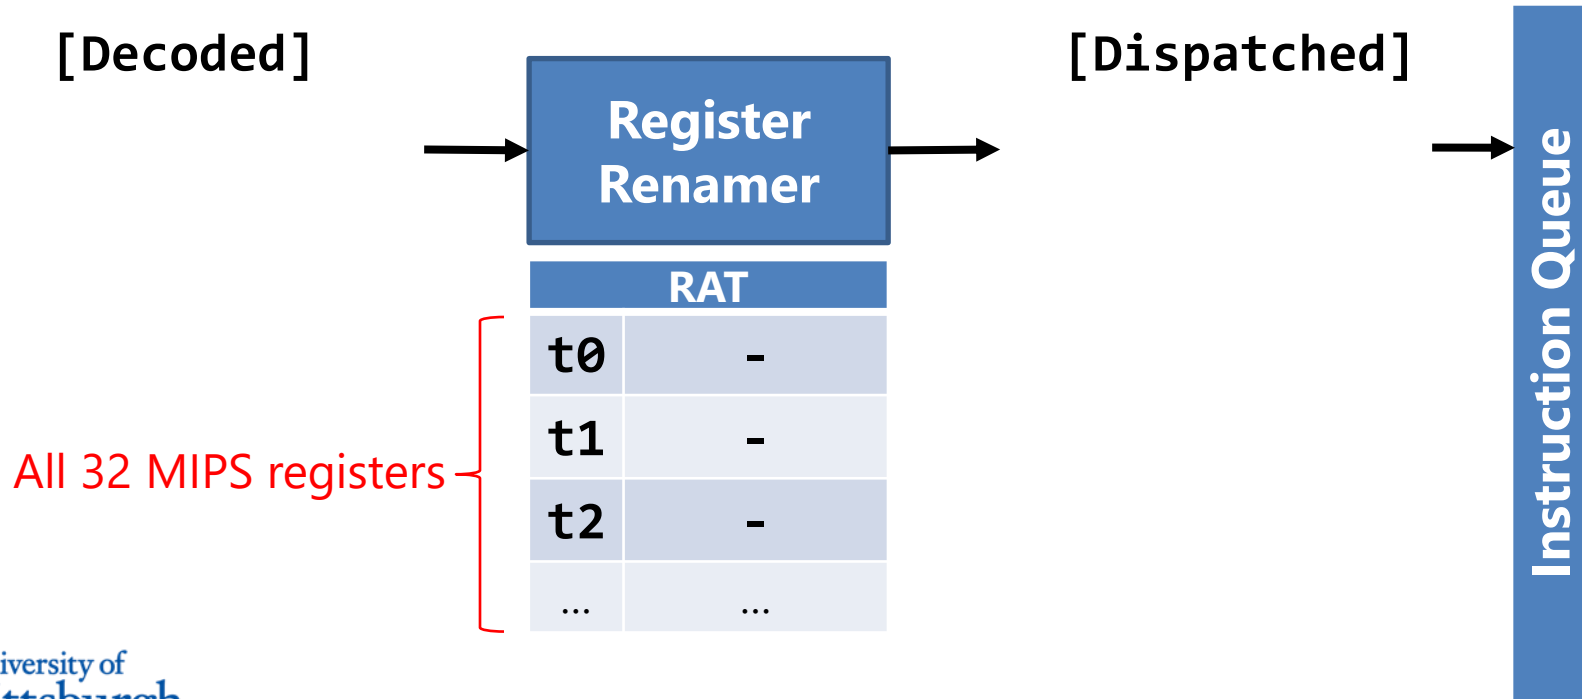 [Decoded]
[Dispatched]
Register
Renamer
RAT
t0 -
t1 -
t2 -
... ...
All 32 MIPS registers
Instruction Queue
iversity of